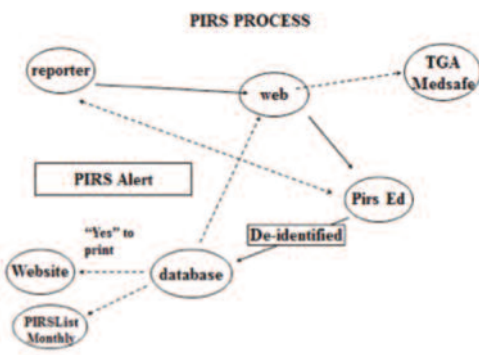 PIRS PROCESS
reporter
web
TGA
Medsafe
PIRS Alert
Pirs Ed
"Yes" to
print
De-identified
Website
database
PIRSList
Monthly